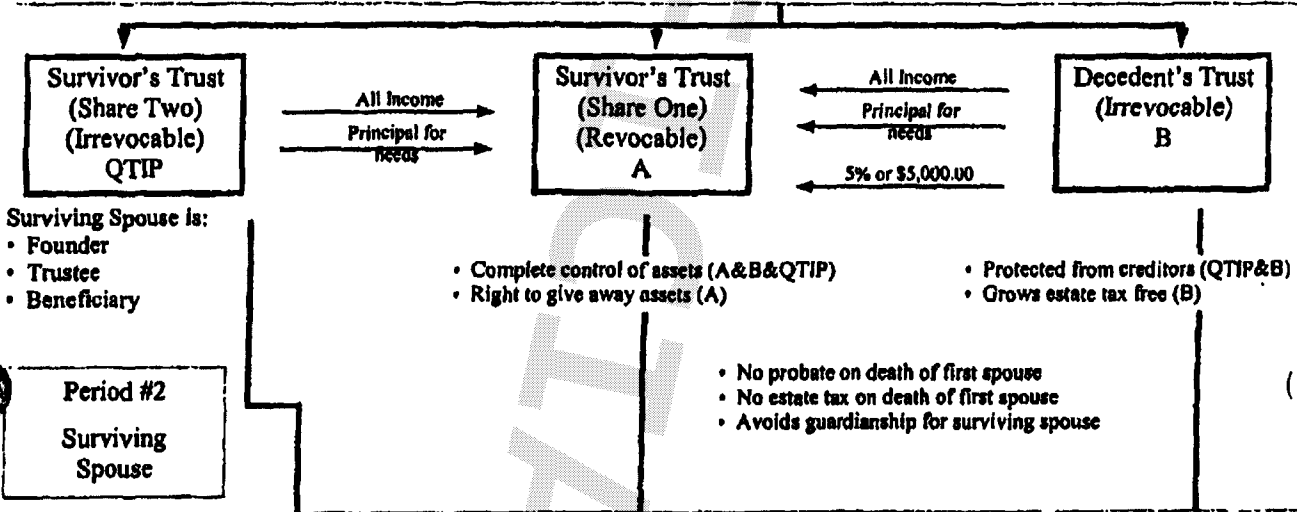 Survivor's Trust
(Share Two)
(Irrevocable)
QTIP
All Income
Principal for
needs
Survivor's Trust
(Share One)
(Revocable)
A
All Income
Principal for
needs
5% or $5,000.00
Decedent's Trust
(Irrevocable)
B
Surviving Spouse is:
• Founder
• Trustee
• Beneficiary
• Complete control of assets (A&B&QTIP)
• Right to give away assets (A)
• Protected from creditors (QTIP&B)
• Grows estate tax free (B)
Period #2
Surviving
Spouse
• No probate on death of first spouse
• No estate tax on death of first spouse
• Avoids guardianship for surviving spouse
(